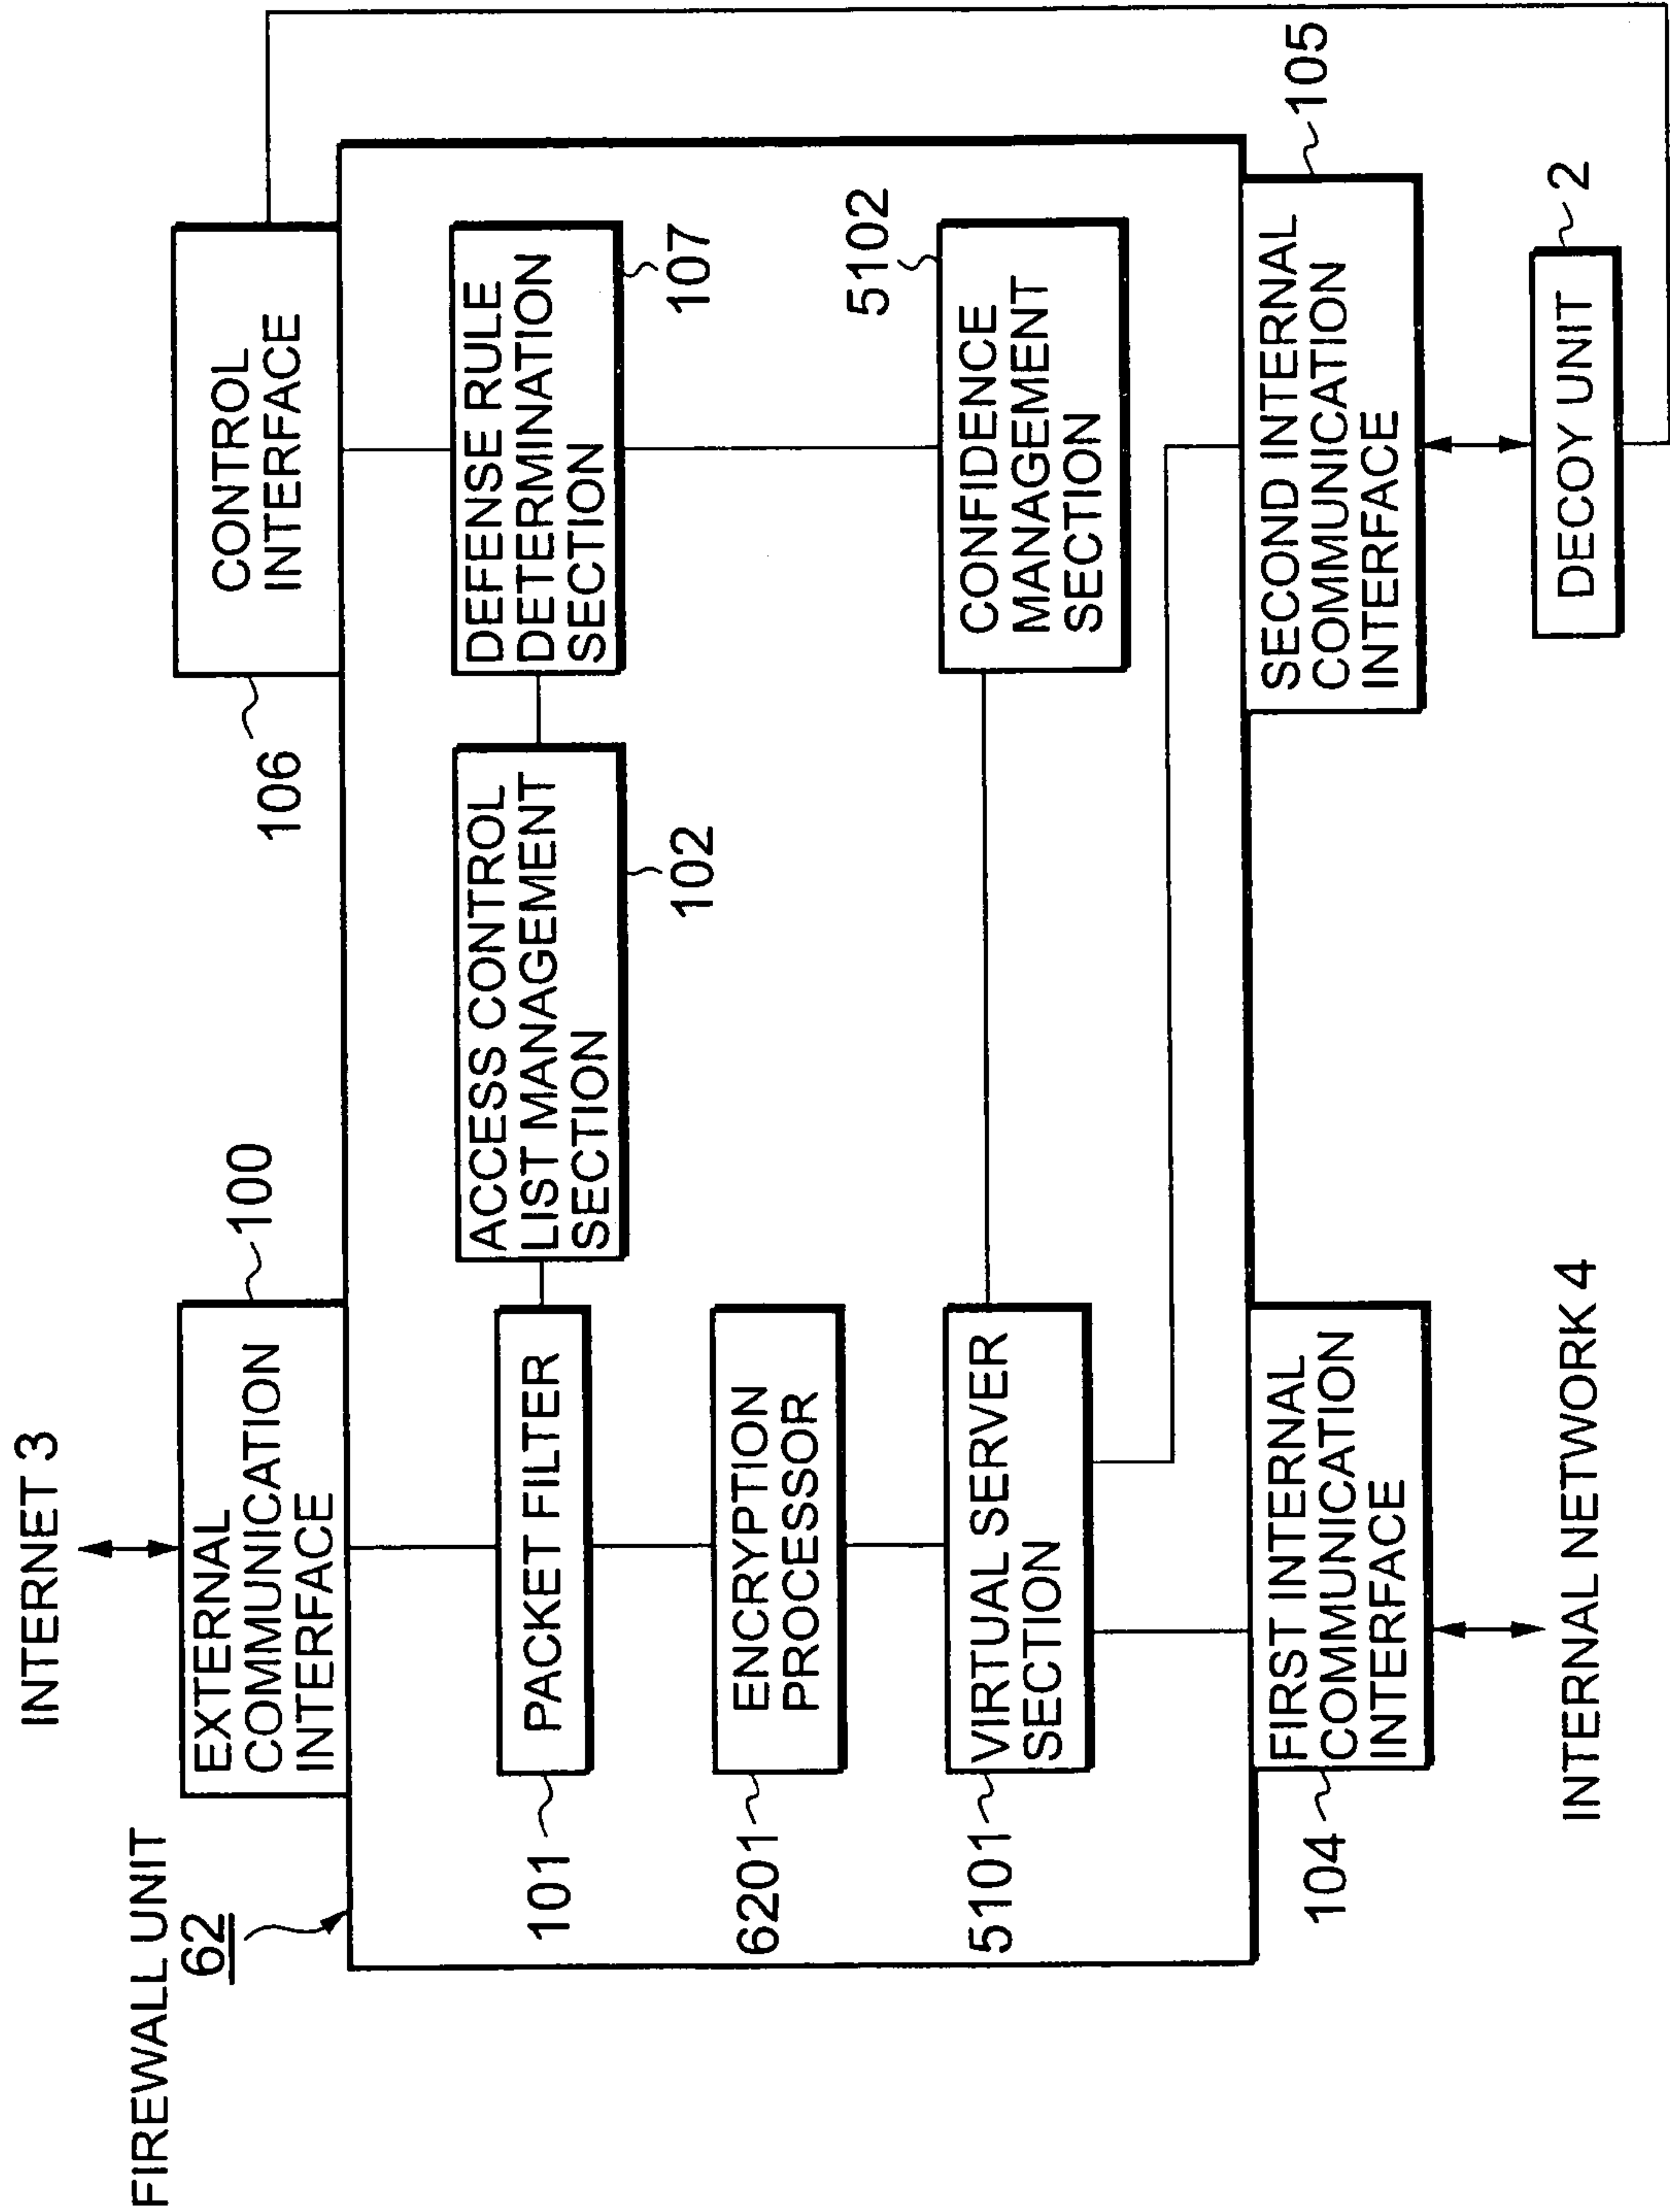 FIREWALL UNIT
62
INTERNET 3
EXTERNAL
COMMUNICATION
INTERFACE
100
CONTROL
INTERFACE
106
PACKET FILTER
101
ACCESS CONTROL
LIST MANAGEMENT
SECTION
102
DEFENSE RULE
DETERMINATION
SECTION
107
ENCRYPTION
PROCESSOR
6201
VIRTUAL SERVER
SECTION
5101
CONFIDENCE
MANAGEMENT
SECTION
5102
FIRST INTERNAL
COMMUNICATION
INTERFACE
104
SECOND INTERNAL
COMMUNICATION
INTERFACE
105
INTERNAL NETWORK 4
DECOY UNIT
2